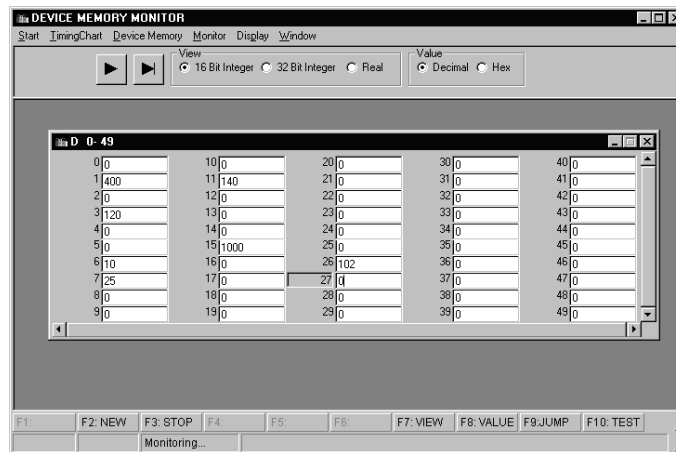 DEVICE MEMORY MONITOR
Start TimingChart Device Memory Monitor Display Window
View Value
16 Bit Integer 32 Bit Integer Real Decimal Hex
D 0-49
0 0 10 0 20 0 30 0 40 0
1 400 11 140 21 0 31 0 41 0
2 0 12 0 22 0 32 0 42 0
3 120 13 0 23 0 33 0 43 0
4 0 14 0 24 0 34 0 44 0
5 0 15 1000 25 0 35 0 45 0
6 10 16 0 26 102 36 0 46 0
7 25 17 0 27 0 37 0 47 0
8 0 18 0 28 0 38 0 48 0
9 0 19 0 29 0 39 0 49 0
F1: F2: NEW F3: STOP F4: F5: F6: F7: VIEW F8: VALUE F9:JUMP F10: TEST
Monitoring...